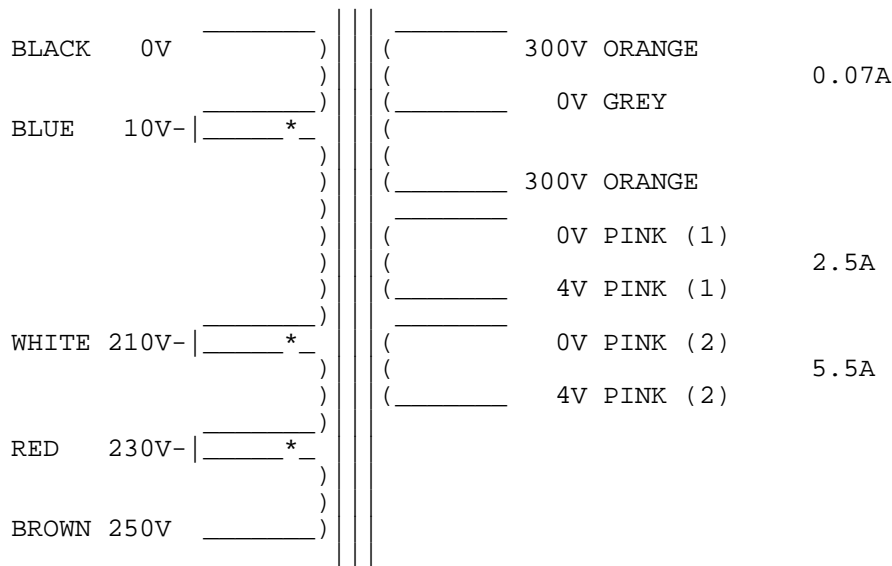 BLACK 0V 300V ORANGE
0.07A
0V GREY
BLUE 10V-| *
300V ORANGE
0V PINK (1)
2.5A
4V PINK (1)
WHITE 210V-| * 0V PINK (2)
5.5A
4V PINK (2)
RED 230V-| *
BROWN 250V